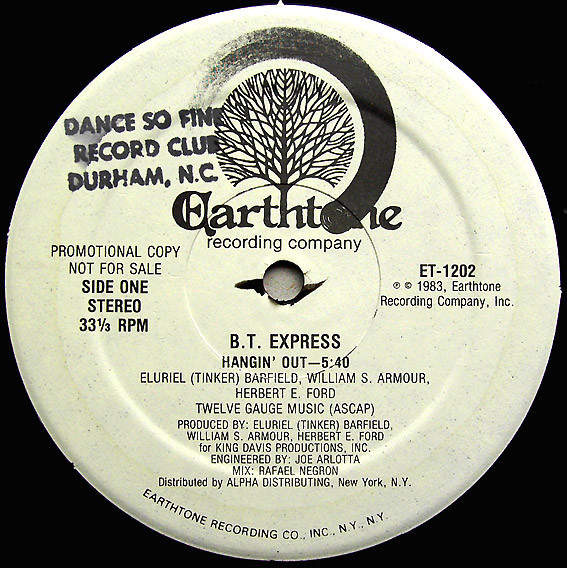 DANCE SO FINE
RECORD CLUB
DURHAM, N.C.
Earthtone
recording company
PROMOTIONAL COPY
NOT FOR SALE
SIDE ONE
STEREO
33⅓ RPM
ET-1202
℗ © 1983, Earthtone
Recording Company, Inc.
B.T. EXPRESS
HANGIN' OUT—5:40
ELURIEL (TINKER) BARFIELD, WILLIAM S. ARMOUR,
HERBERT E. FORD
TWELVE GAUGE MUSIC (ASCAP)
PRODUCED BY: ELURIEL (TINKER) BARFIELD,
WILLIAM S. ARMOUR, HERBERT E. FORD
for KING DAVIS PRODUCTIONS, INC.
ENGINEERED BY: JOE ARLOTTA
MIX: RAFAEL NEGRON
Distributed by ALPHA DISTRIBUTING, New York, N.Y.
EARTHTONE RECORDING CO., INC., N.Y., N.Y.